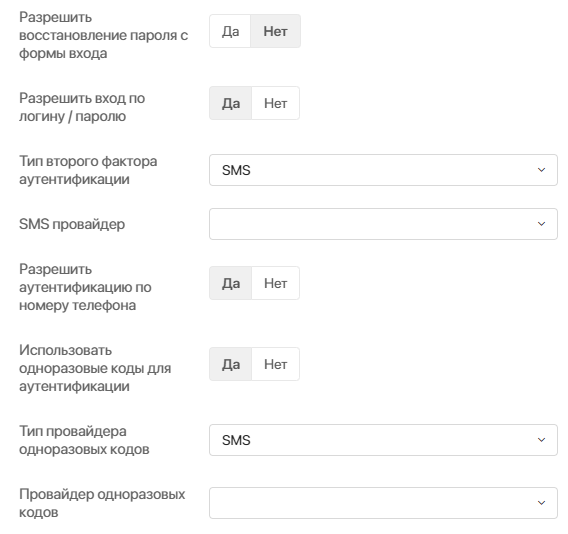 Разрешить
восстановление пароля с
формы входа
Да Нет
Разрешить вход по
логину / паролю
Да Нет
Тип второго фактора
аутентификации
SMS
SMS провайдер
Разрешить
аутентификацию по
номеру телефона
Да Нет
Использовать
одноразовые коды для
аутентификации
Да Нет
Тип провайдера
одноразовых кодов
SMS
Провайдер одноразовых
кодов